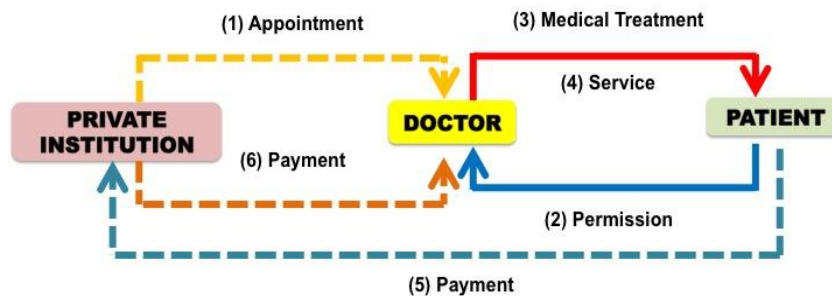 (1) Appointment
(3) Medical Treatment
(4) Service
PRIVATE
INSTITUTION
DOCTOR
PATIENT
(6) Payment
(2) Permission
(5) Payment